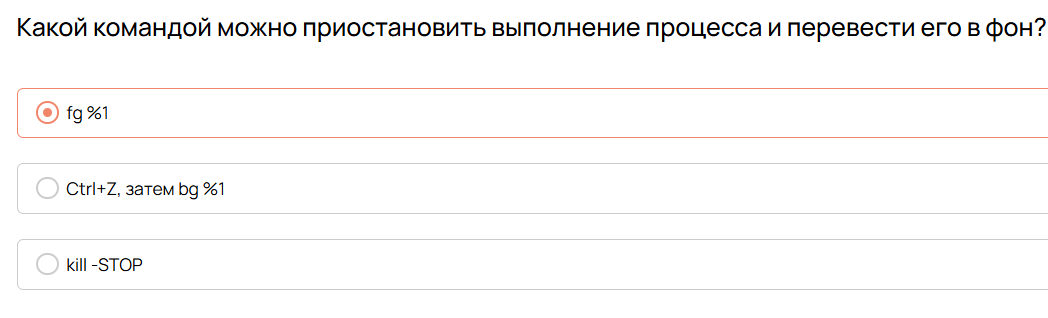 Какой командой можно приостановить выполнение процесса и перевести его в фон?
fg %1
Ctrl+Z, затем bg %1
kill -STOP